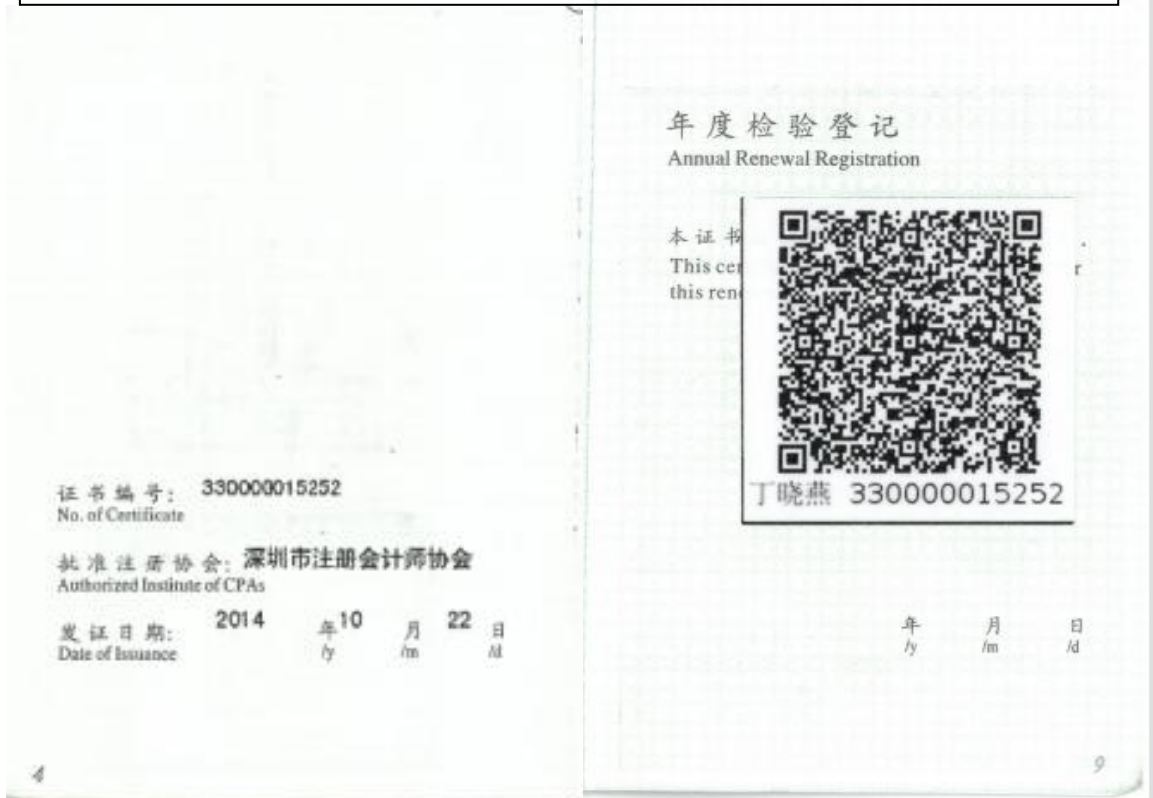 证书编号: 330000015252
No. of Certificate
批准注册协会: 深圳市注册会计师协会
Authorized Institute of CPAs
发证日期: 2014 年 10 月 22 日
Date of Issuance /y /m /d
4
年度检验登记
Annual Renewal Registration
本证书
This cer r
this rene
丁晓燕 330000015252
年 月 日
/y /m /d
9